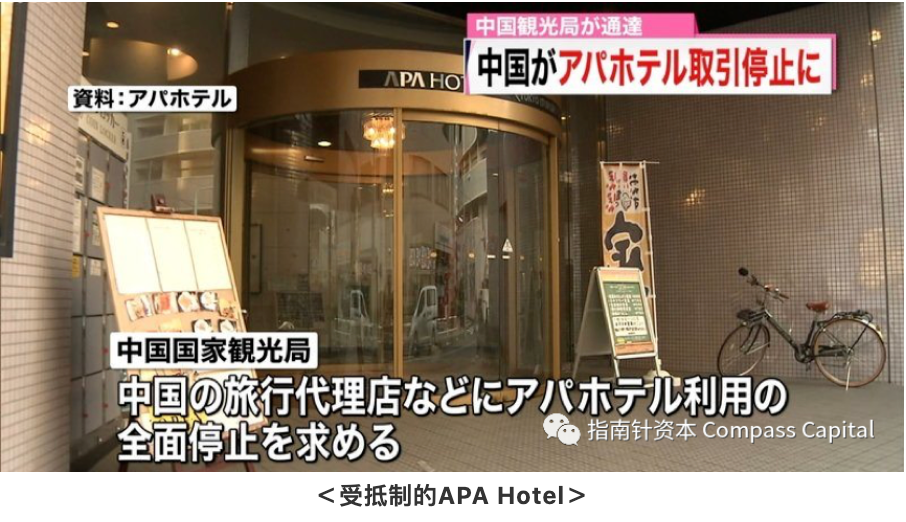 中国観光局が通達
中国がアパホテル取引停止に
資料：アパホテル
APA HO
中国国家観光局
中国の旅行代理店などにアパホテル利用の
全面停止を求める
指南针资本 Compass Capital
＜受抵制的APA Hotel＞